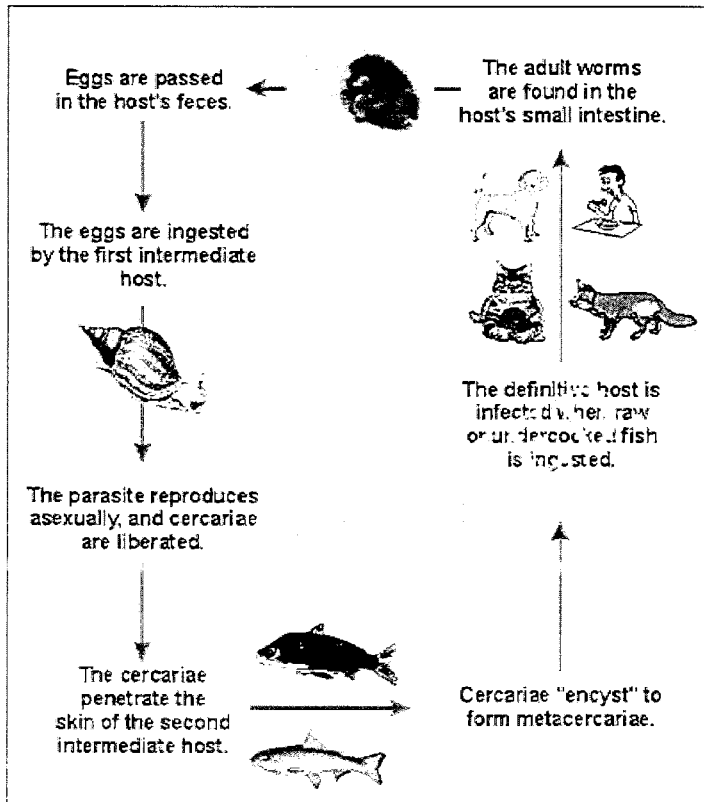 Eggs are passed
in the host's feces.
The adult worms
are found in the
host's small intestine.
The eggs are ingested
by the first intermediate
host.
The definitive host is
infected when raw
or undercooked fish
is ingested.
The parasite reproduces
asexually, and cercariae
are liberated.
The cercariae
penetrate the
skin of the second
intermediate host.
Cercariae "encyst" to
form metacercariae.